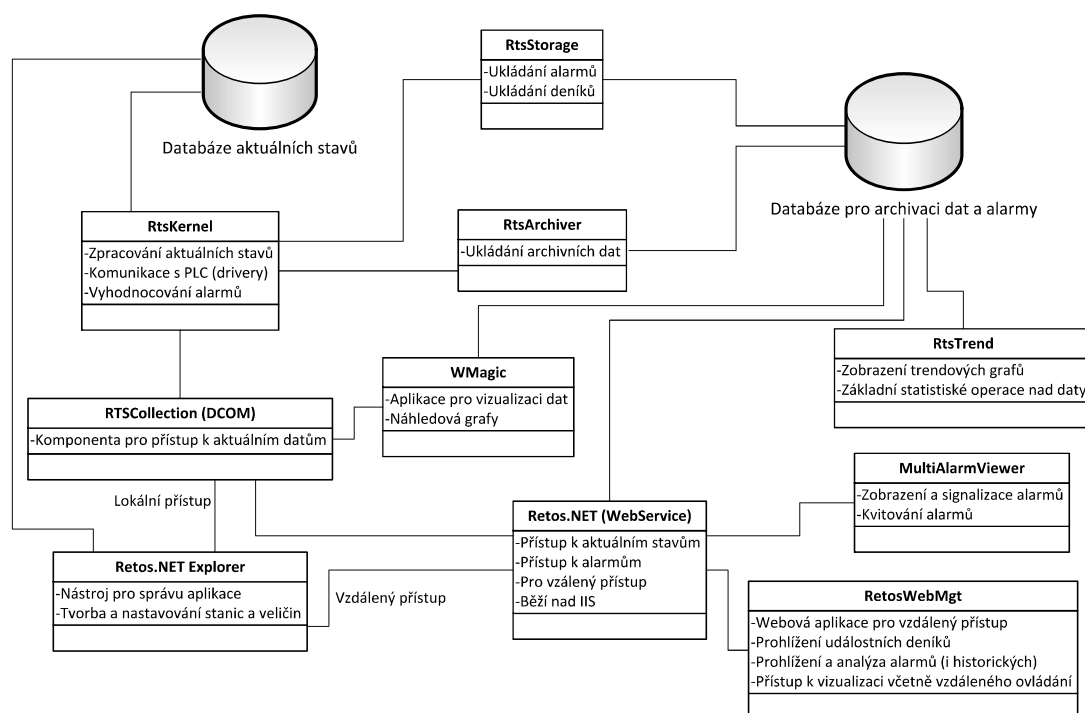 RtsStorage
-Ukládání alarmů
-Ukládání deníků
Databáze aktuálních stavů
Databáze pro archivaci dat a alarmy
RtsKernel
-Zpracování aktuálních stavů
-Komunikace s PLC (drivery)
-Vyhodnocování alarmů
RtsArchiver
-Ukládání archivních dat
RtsTrend
-Zobrazení trendových grafů
-Základní statistiské operace nad daty
WMagic
-Aplikace pro vizualizaci dat
-Náhledová grafy
RTSCollection (DCOM)
-Komponenta pro přístup k aktuálním datům
Lokální přístup
MultiAlarmViewer
-Zobrazení a signalizace alarmů
-Kvitování alarmů
Retos.NET (WebService)
-Přístup k aktuálním stavům
-Přístup k alarmům
-Pro vzálený přístup
-Běží nad IIS
Retos.NET Explorer
-Nástroj pro správu aplikace
-Tvorba a nastavování stanic a veličin
Vzdálený přístup
RetosWebMgt
-Webová aplikace pro vzdálený přístup
-Prohlížení událostních deníků
-Prohlížení a analýza alarmů (i historických)
-Přístup k vizualizaci včetně vzdáleného ovládání